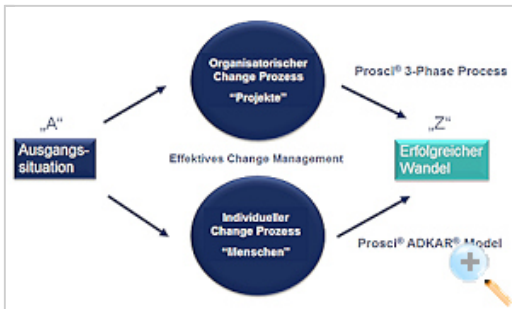 Organisatorischer
Change Prozess
“Projekte”
Prosci® 3-Phase Process
„A“
Ausgangs-
situation
Effektives Change Management
„Z“
Erfolgreicher
Wandel
Individueller
Change Prozess
“Menschen”
Prosci® ADKAR® Model